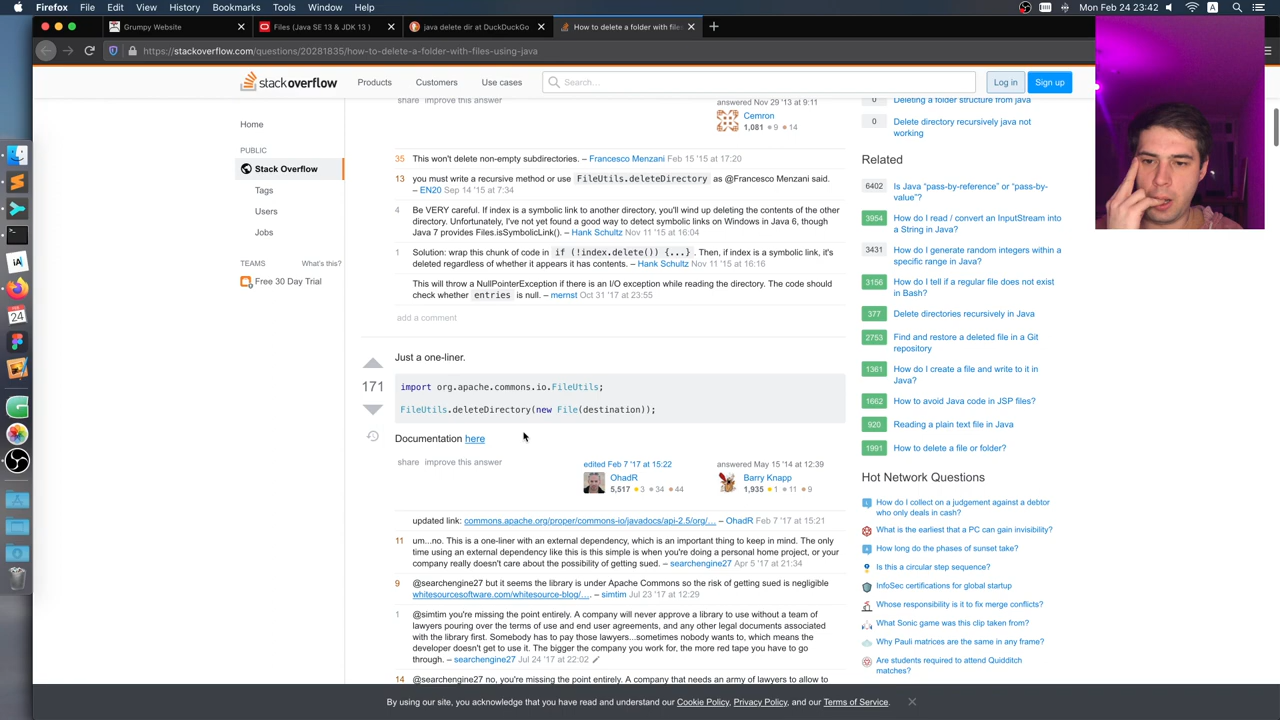 Firefox File Edit View History Bookmarks Tools Window Help
Grumpy Website
Files (Java SE 13 & JDK 13 )
java delete dir at DuckDuckGo
How to delete a folder with files
https://stackoverflow.com/questions/20281835/how-to-delete-a-folder-with-files-using-java
stackoverflow
Products
Customers
Use cases
Search...
Log in
Sign up
Home
PUBLIC
Stack Overflow
Tags
Users
Jobs
TEAMS What's this?
Free 30 Day Trial
share improve this answer
answered Nov 29 '13 at 9:11
Cemron
1,081 9 14
35 This won't delete non-empty subdirectories. – Francesco Menzani Feb 15 '15 at 17:20
13 you must write a recursive method or use FileUtils.deleteDirectory as @Francesco Menzani said.
– EN20 Sep 14 '15 at 7:34
4 Be VERY careful. If index is a symbolic link to another directory, you'll wind up deleting the contents of the other
directory. Unfortunately, I've not yet found a good way to detect symbolic links on Windows in Java 6, though
Java 7 provides Files.isSymbolicLink(). – Hank Schultz Nov 11 '15 at 16:04
1 Solution: wrap this chunk of code in if (!index.delete()) {...} . Then, if index is a symbolic link, it's
deleted regardless of whether it appears it has contents. – Hank Schultz Nov 11 '15 at 16:16
This will throw a NullPointerException if there is an I/O exception while reading the directory. The code should
check whether entries is null. – mernst Oct 31 '17 at 23:55
add a comment
Just a one-liner.
171
import org.apache.commons.io.FileUtils;
FileUtils.deleteDirectory(new File(destination));
Documentation here
share improve this answer
edited Feb 7 '17 at 15:22
OhadR
5,517 3 34 44
answered May 15 '14 at 12:39
Barry Knapp
1,935 1 11 9
updated link: commons.apache.org/proper/commons-io/javadocs/api-2.5/org/… – OhadR Feb 7 '17 at 15:21
11 um...no. This is a one-liner with an external dependency, which is an important thing to keep in mind. The only
time using an external dependency like this is this simple is when you're doing a personal home project, or your
company really doesn't care about the possibility of getting sued. – searchengine27 Apr 5 '17 at 21:34
9 @searchengine27 but it seems the library is under Apache Commons so the risk of getting sued is negligible
whitesourcesoftware.com/whitesource-blog/…. – simtim Jul 23 '17 at 12:29
1 @simtim you're missing the point entirely. A company will never approve a library to use without a team of
lawyers pouring over the terms of use and end user agreements, and any other legal documents associated
with the library first. Somebody has to pay those lawyers...sometimes nobody wants to, which means the
developer doesn't get to use it. The bigger the company you work for, the more red tape you have to go
through. – searchengine27 Jul 24 '17 at 22:02
14 @searchengine27 no, you're missing the point entirely. A company that needs an army of lawyers to allow to
0 Deleting a folder structure from java
0 Delete directory recursively java not
working
Related
6402 Is Java “pass-by-reference” or “pass-by-
value”?
3954 How do I read / convert an InputStream into
a String in Java?
3431 How do I generate random integers within a
specific range in Java?
3156 How do I tell if a regular file does not exist
in Bash?
377 Delete directories recursively in Java
2753 Find and restore a deleted file in a Git
repository
1361 How do I create a file and write to it in
Java?
1662 How to avoid Java code in JSP files?
920 Reading a plain text file in Java
1991 How to delete a file or folder?
Hot Network Questions
How do I collect on a judgement against a debtor
who only deals in cash?
What is the earliest that a PC can gain invisibility?
How long do the phases of sunset take?
Is this a circular step sequence?
InfoSec certifications for global startup
Whose responsibility is it to fix merge conflicts?
What Sonic game was this clip taken from?
Why Pauli matrices are the same in any frame?
Are students required to attend Quidditch
matches?
By using our site, you acknowledge that you have read and understand our Cookie Policy, Privacy Policy, and our Terms of Service.